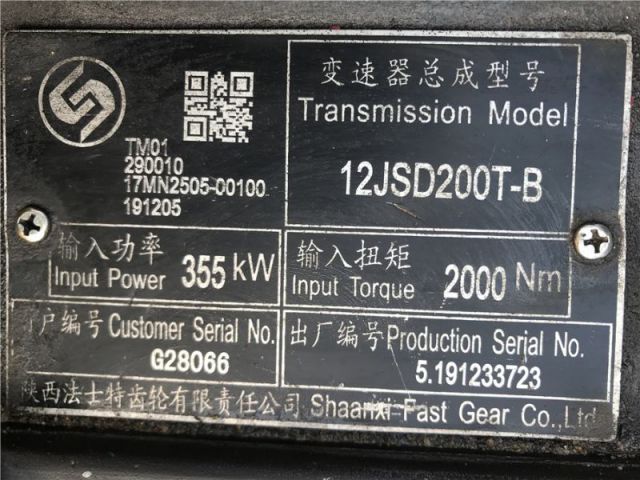 TM01
290010
17MN2505-00100
191205
变速器总成型号
Transmission Model
12JSD200T-B
输入功率
Input Power 355 kW
输入扭矩
Input Torque 2000 Nm
户编号 Customer Serial No.
G28066
出厂编号 Production Serial No.
5.191233723
陕西法士特齿轮有限责任公司 Shaanxi Fast Gear Co.,Ltd.